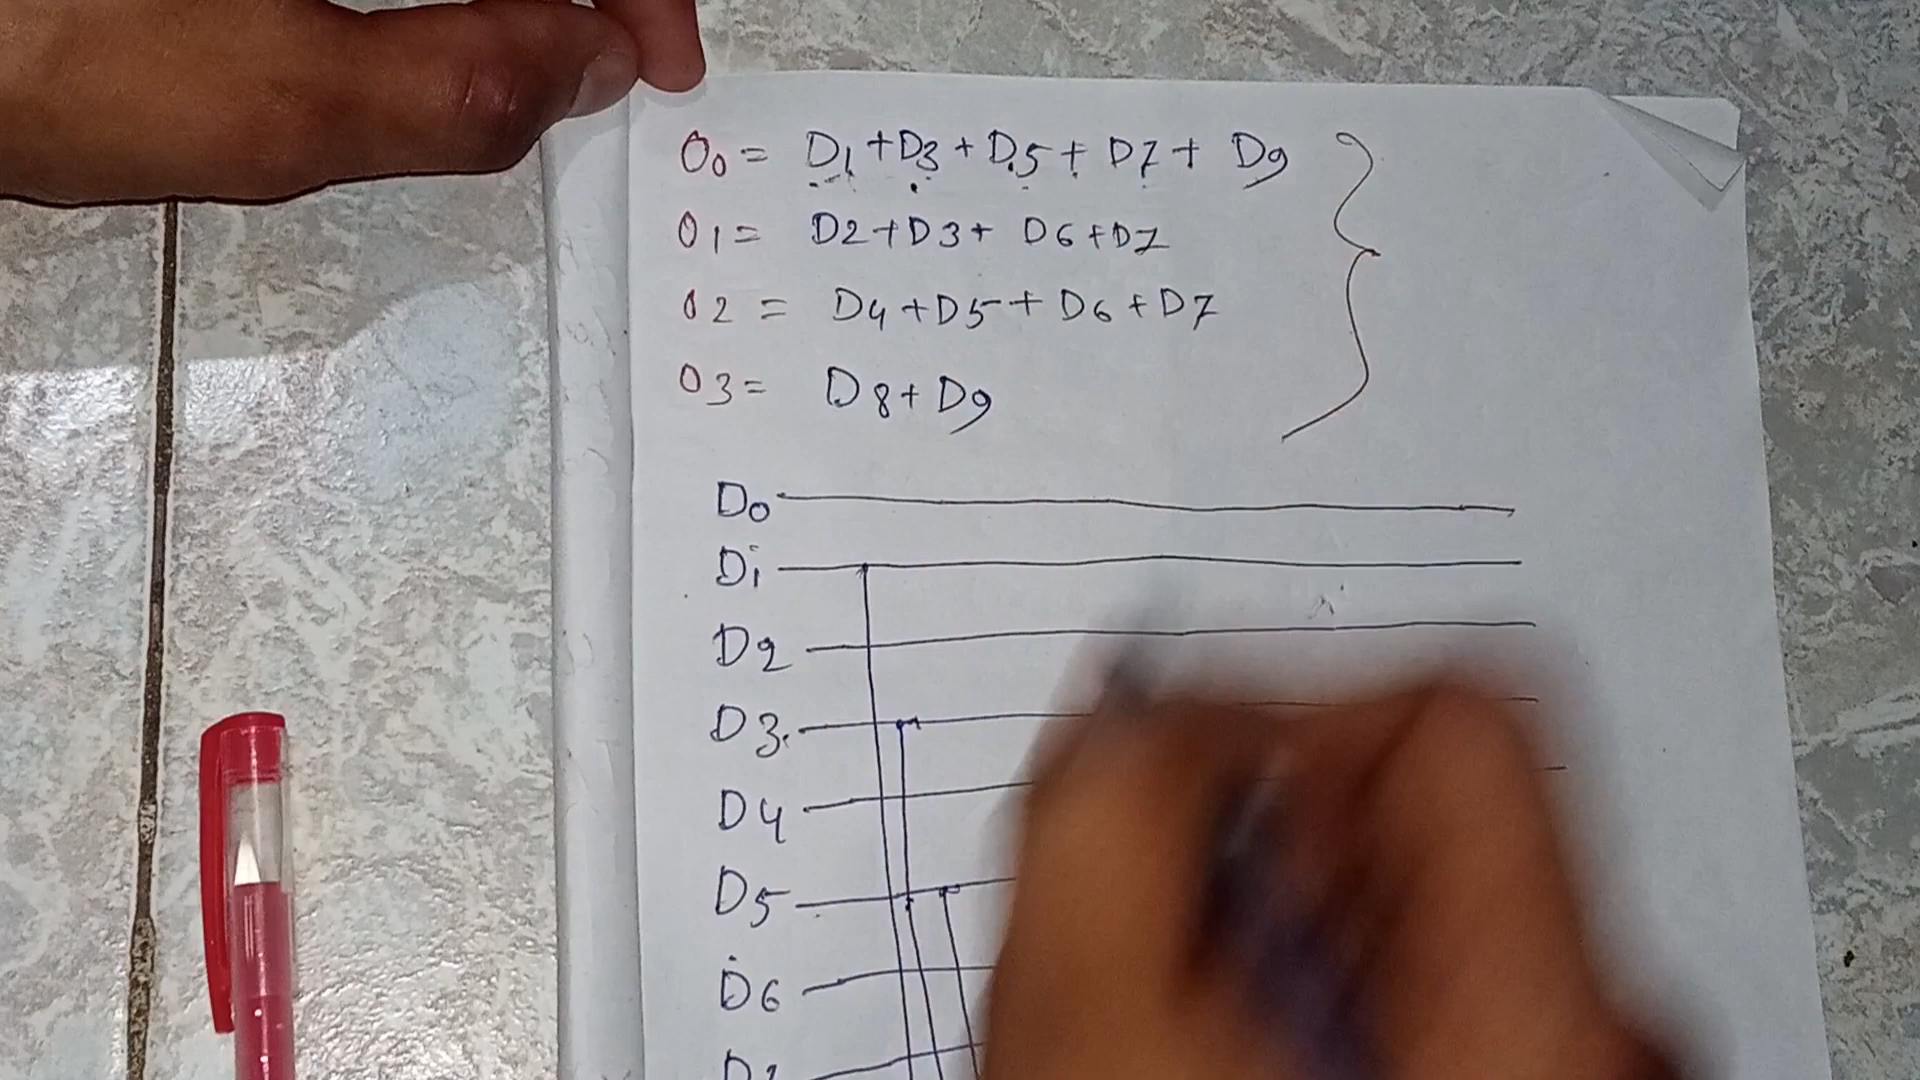 O0 = D1 + D3 + D5 + D7 + D9
O1 = D2 + D3 + D6 + D7
O2 = D4 + D5 + D6 + D7
O3 = D8 + D9
D0
D1
D2
D3
D4
D5
D6